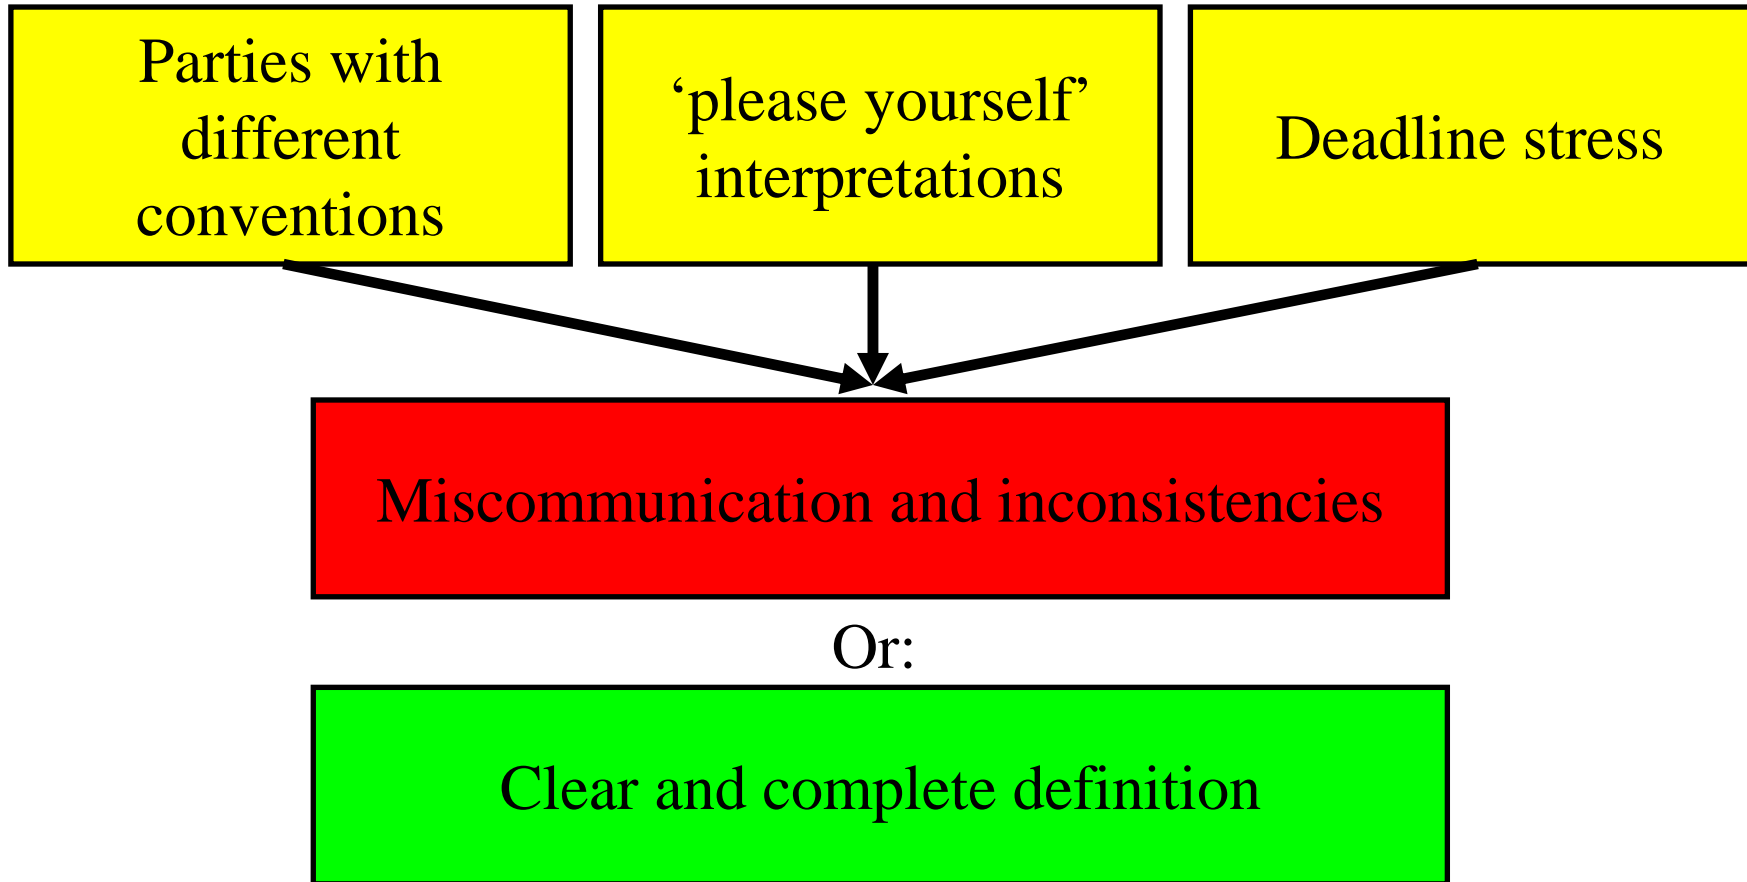 Parties with
different
conventions
‘please yourself’
interpretations
Deadline stress
Miscommunication and inconsistencies
Or:
Clear and complete definition